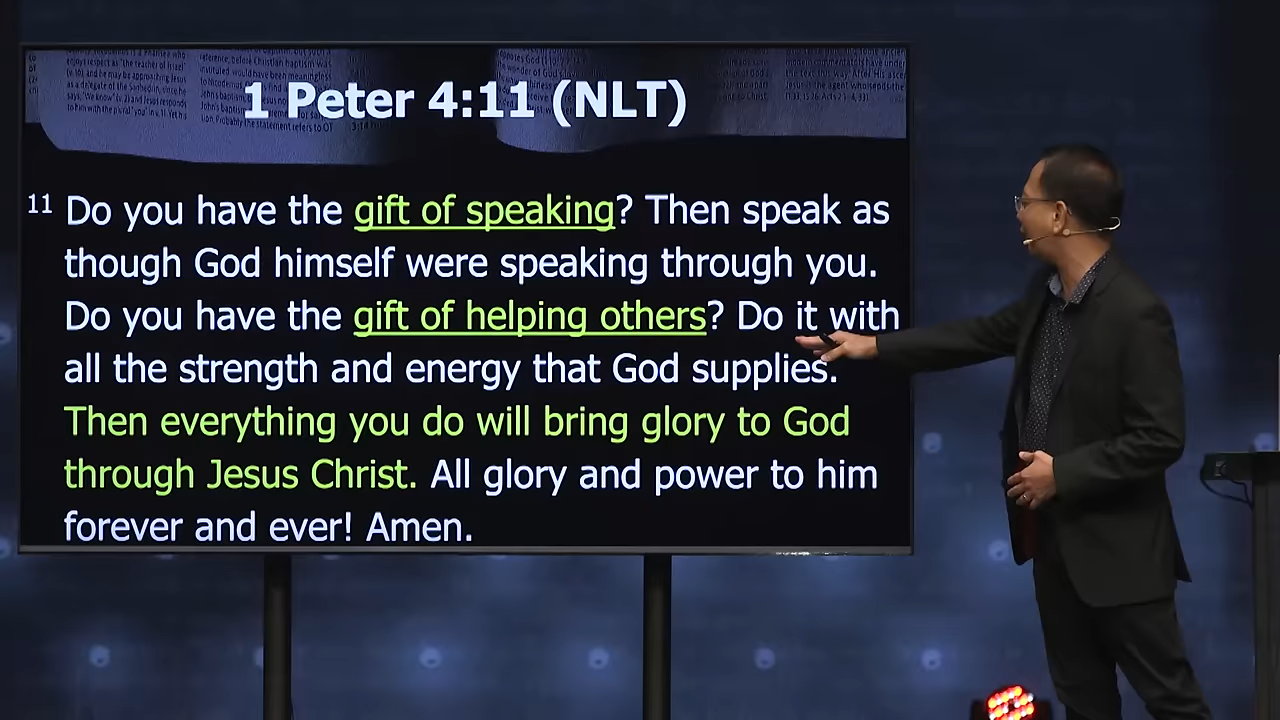 1 Peter 4:11 (NLT)
11 Do you have the gift of speaking? Then speak as
though God himself were speaking through you.
Do you have the gift of helping others? Do it with
all the strength and energy that God supplies.
Then everything you do will bring glory to God
through Jesus Christ. All glory and power to him
forever and ever! Amen.